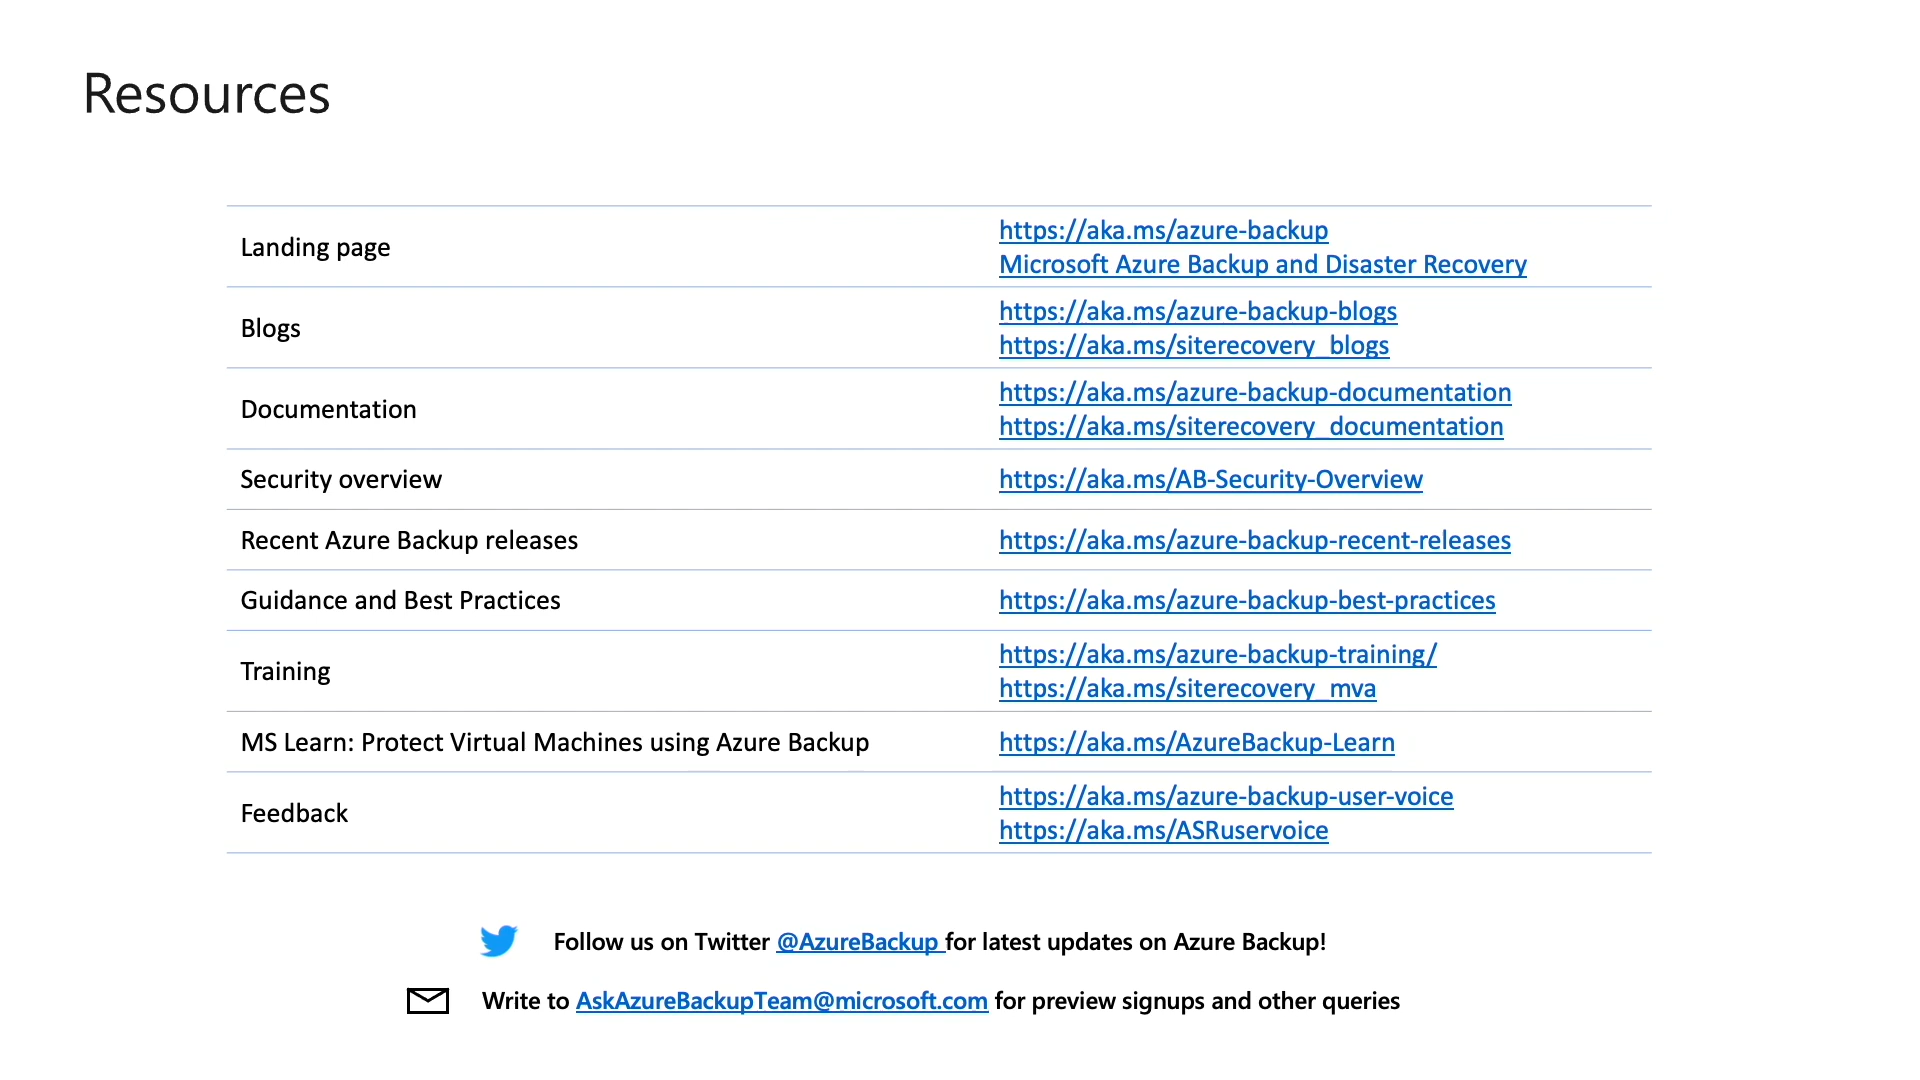 Resources
Landing page
https://aka.ms/azure-backup
Microsoft Azure Backup and Disaster Recovery
Blogs
https://aka.ms/azure-backup-blogs
https://aka.ms/siterecovery_blogs
Documentation
https://aka.ms/azure-backup-documentation
https://aka.ms/siterecovery_documentation
Security overview
https://aka.ms/AB-Security-Overview
Recent Azure Backup releases
https://aka.ms/azure-backup-recent-releases
Guidance and Best Practices
https://aka.ms/azure-backup-best-practices
Training
https://aka.ms/azure-backup-training/
https://aka.ms/siterecovery_mva
MS Learn: Protect Virtual Machines using Azure Backup
https://aka.ms/AzureBackup-Learn
Feedback
https://aka.ms/azure-backup-user-voice
https://aka.ms/ASRuservoice
Follow us on Twitter @AzureBackup for latest updates on Azure Backup!
Write to AskAzureBackupTeam@microsoft.com for preview signups and other queries